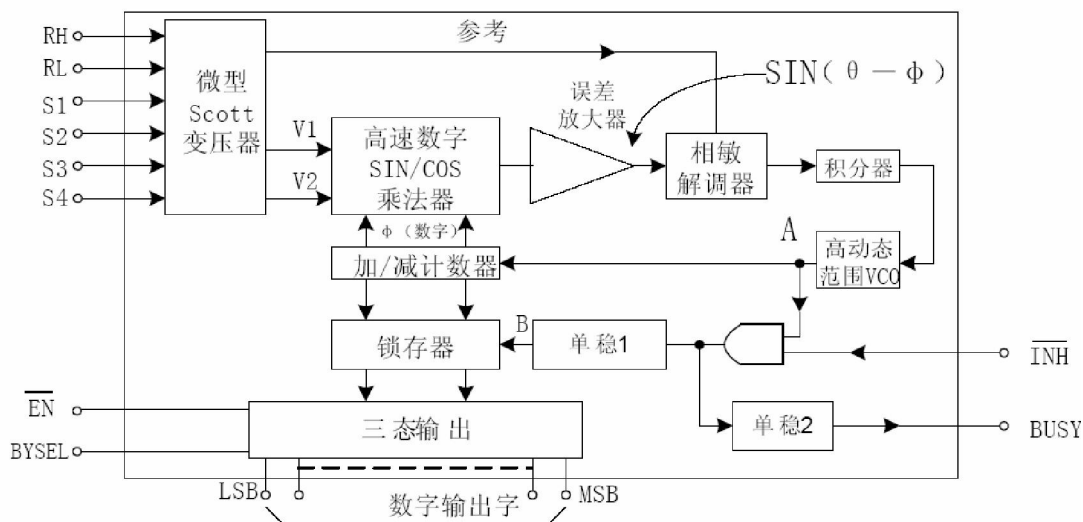 RH
RL
S1
S2
S3
S4
微型
Scott
变压器
参考
V1
V2
高速数字
SIN/COS
乘法器
误差
放大器
SIN(θ-ϕ)
相敏
解调器
积分器
ϕ(数字)
加/减计数器
A
高动态
范围VCO
锁存器
B
单稳1
INH
EN
BYSEL
三态输出
单稳2
BUSY
LSB
数字输出字
MSB